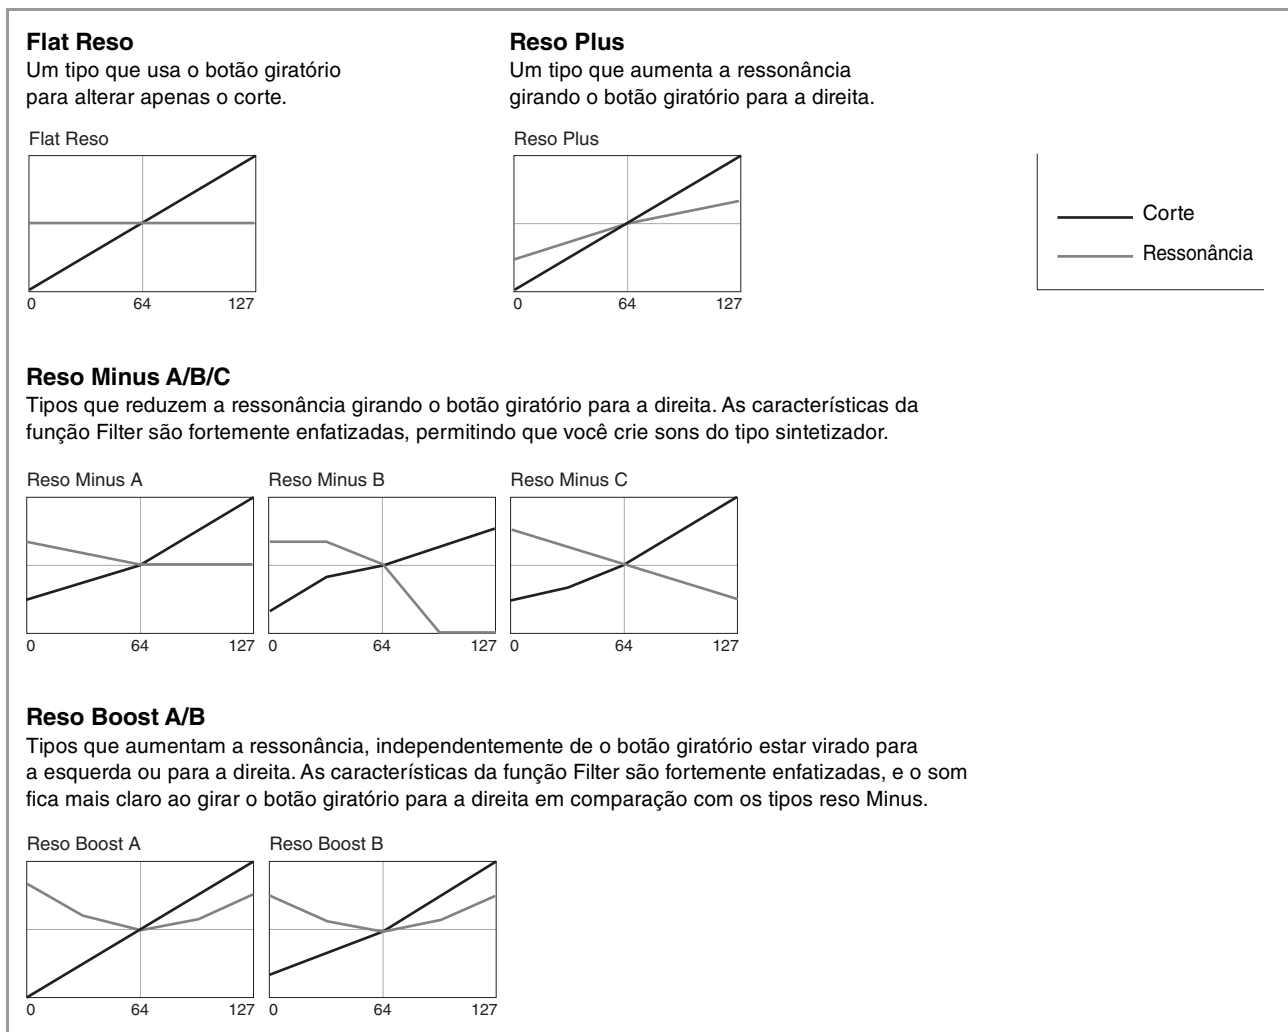 Flat Reso
Um tipo que usa o botão giratório
para alterar apenas o corte.
Flat Reso
0 64 127
Reso Plus
Um tipo que aumenta a ressonância
girando o botão giratório para a direita.
Reso Plus
0 64 127
Corte
Ressonância
Reso Minus A/B/C
Tipos que reduzem a ressonância girando o botão giratório para a direita. As características da
função Filter são fortemente enfatizadas, permitindo que você crie sons do tipo sintetizador.
Reso Minus A
0 64 127
Reso Minus B
0 64 127
Reso Minus C
0 64 127
Reso Boost A/B
Tipos que aumentam a ressonância, independentemente de o botão giratório estar virado para
a esquerda ou para a direita. As características da função Filter são fortemente enfatizadas, e o som
fica mais claro ao girar o botão giratório para a direita em comparação com os tipos reso Minus.
Reso Boost A
0 64 127
Reso Boost B
0 64 127